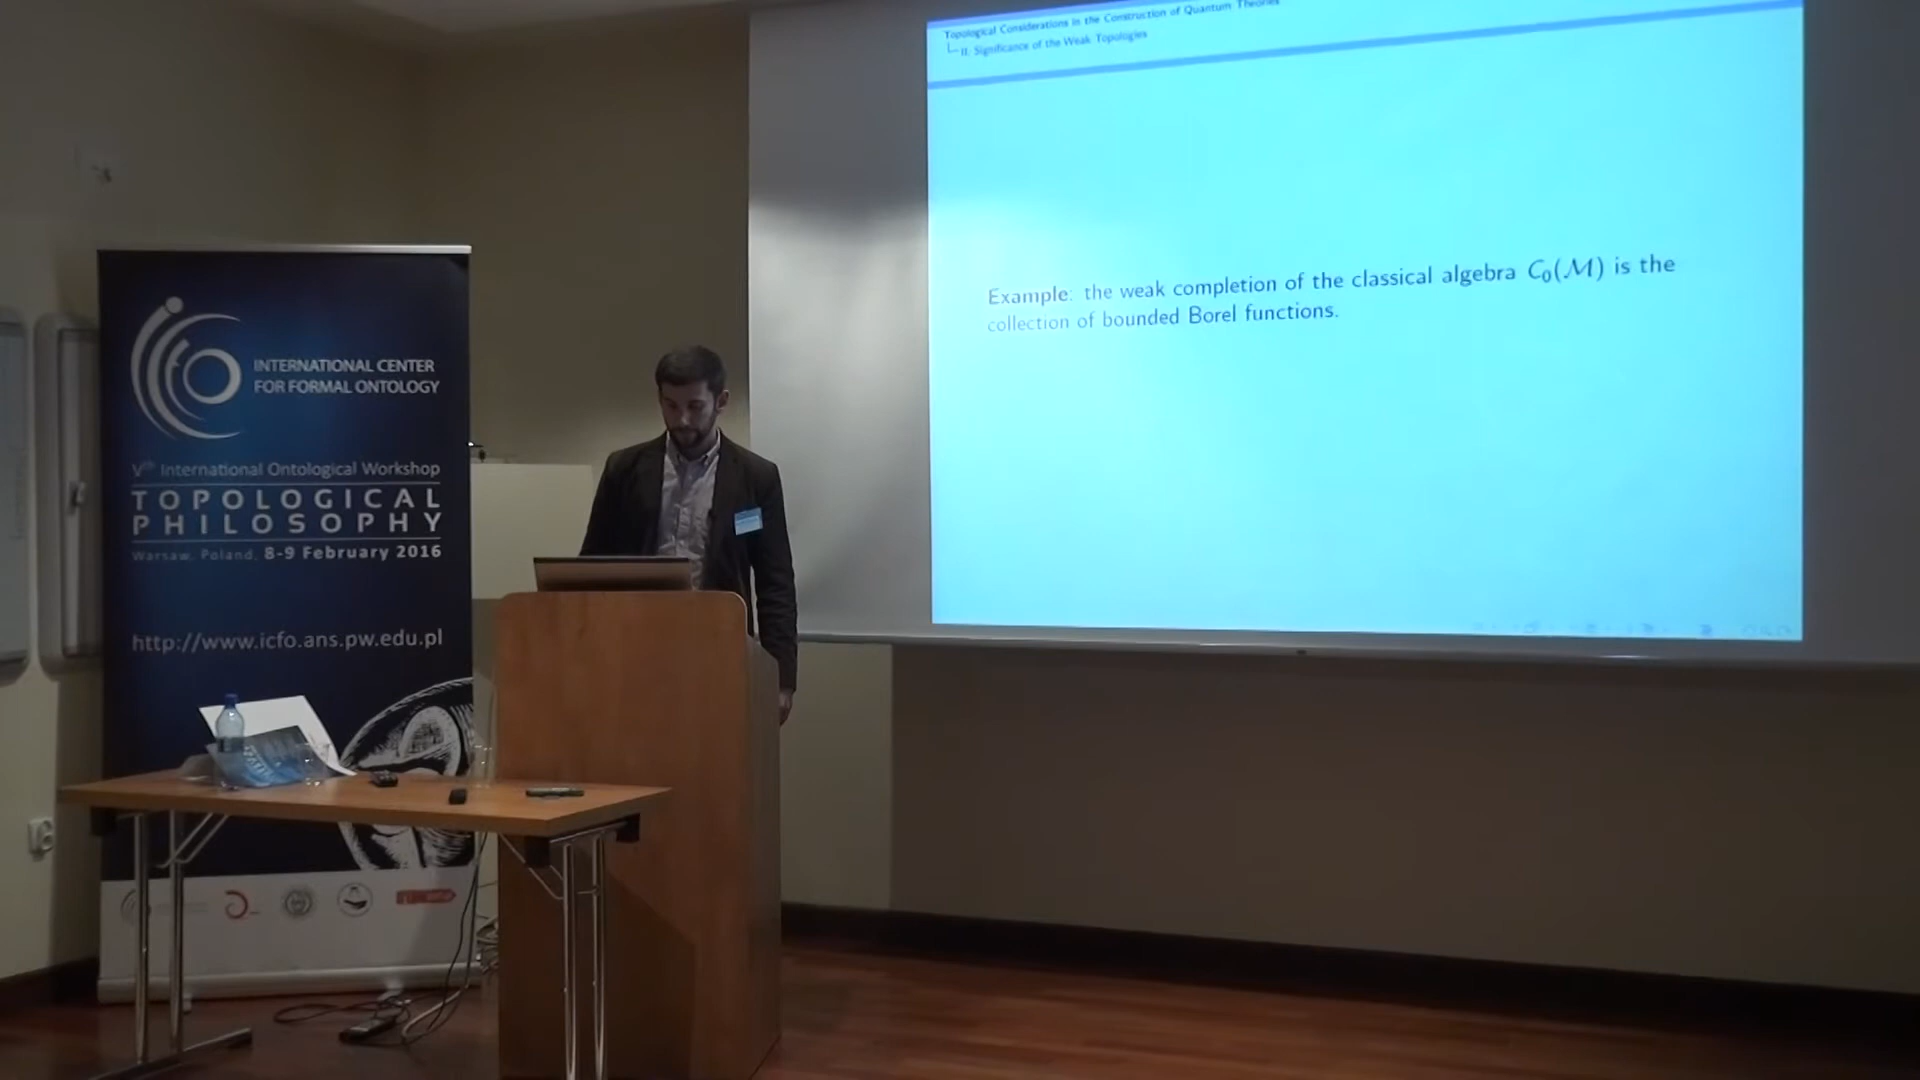 INTERNATIONAL CENTER
FOR FORMAL ONTOLOGY
Vth International Ontological Workshop
TOPOLOGICAL
PHILOSOPHY
Warsaw, Poland, 8-9 February 2016
http://www.icfo.ans.pw.edu.pl
Topological Considerations in the Construction of Quantum Theories
II: Significance of the Weak Topologies
Example: the weak completion of the classical algebra C₀(ℳ) is the
collection of bounded Borel functions.